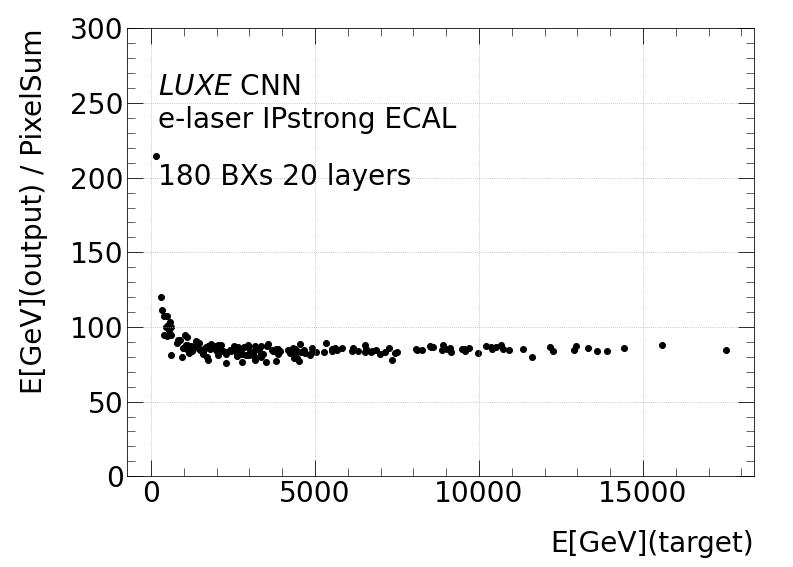 300
250
200
150
100
50
0
E[GeV](output) / PixelSum
LUXE CNN
e-laser IPstrong ECAL
180 BXs 20 layers
0 5000 10000 15000
E[GeV](target)